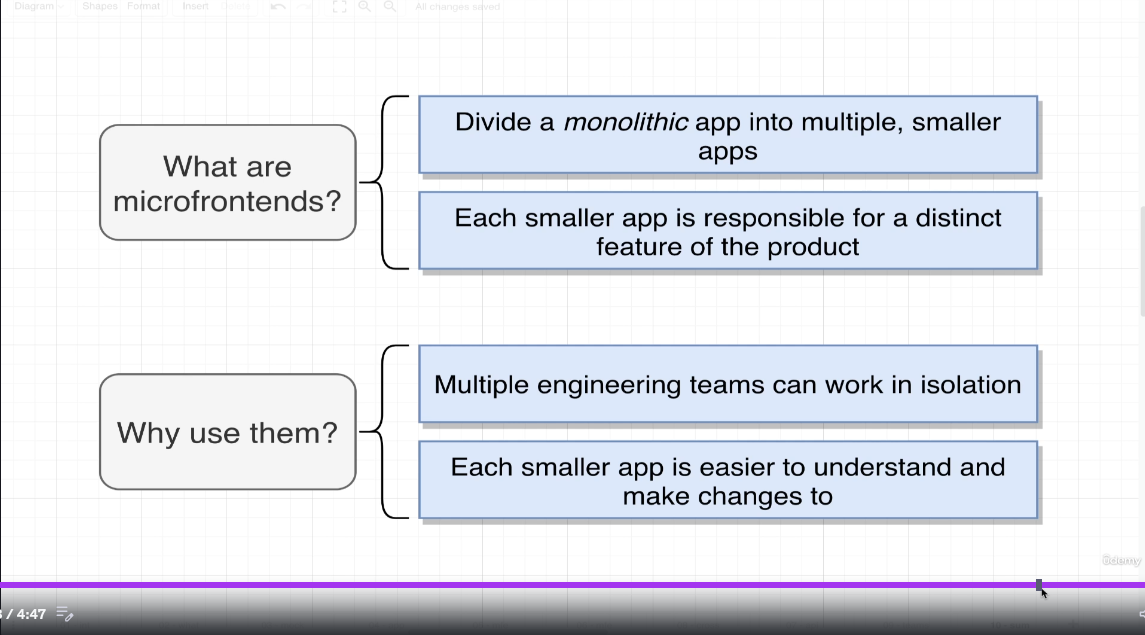 Diagram
Shapes Format Insert All changes saved
What are
microfrontends?
Divide a monolithic app into multiple, smaller
apps
Each smaller app is responsible for a distinct
feature of the product
Why use them?
Multiple engineering teams can work in isolation
Each smaller app is easier to understand and
make changes to
ûdemy
/ 4:47